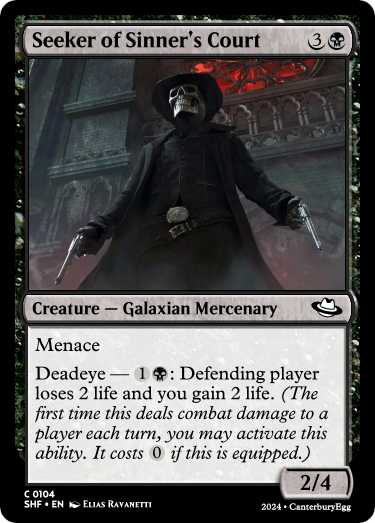 Seeker of Sinner's Court 3
Creature — Galaxian Mercenary
Menace
Deadeye — 1 : Defending player
loses 2 life and you gain 2 life. (The
first time this deals combat damage to a
player each turn, you may activate this
ability. It costs 0 if this is equipped.)
2/4
C 0104
SHF • EN Elias Ravanetti
2024 • CanterburyEgg